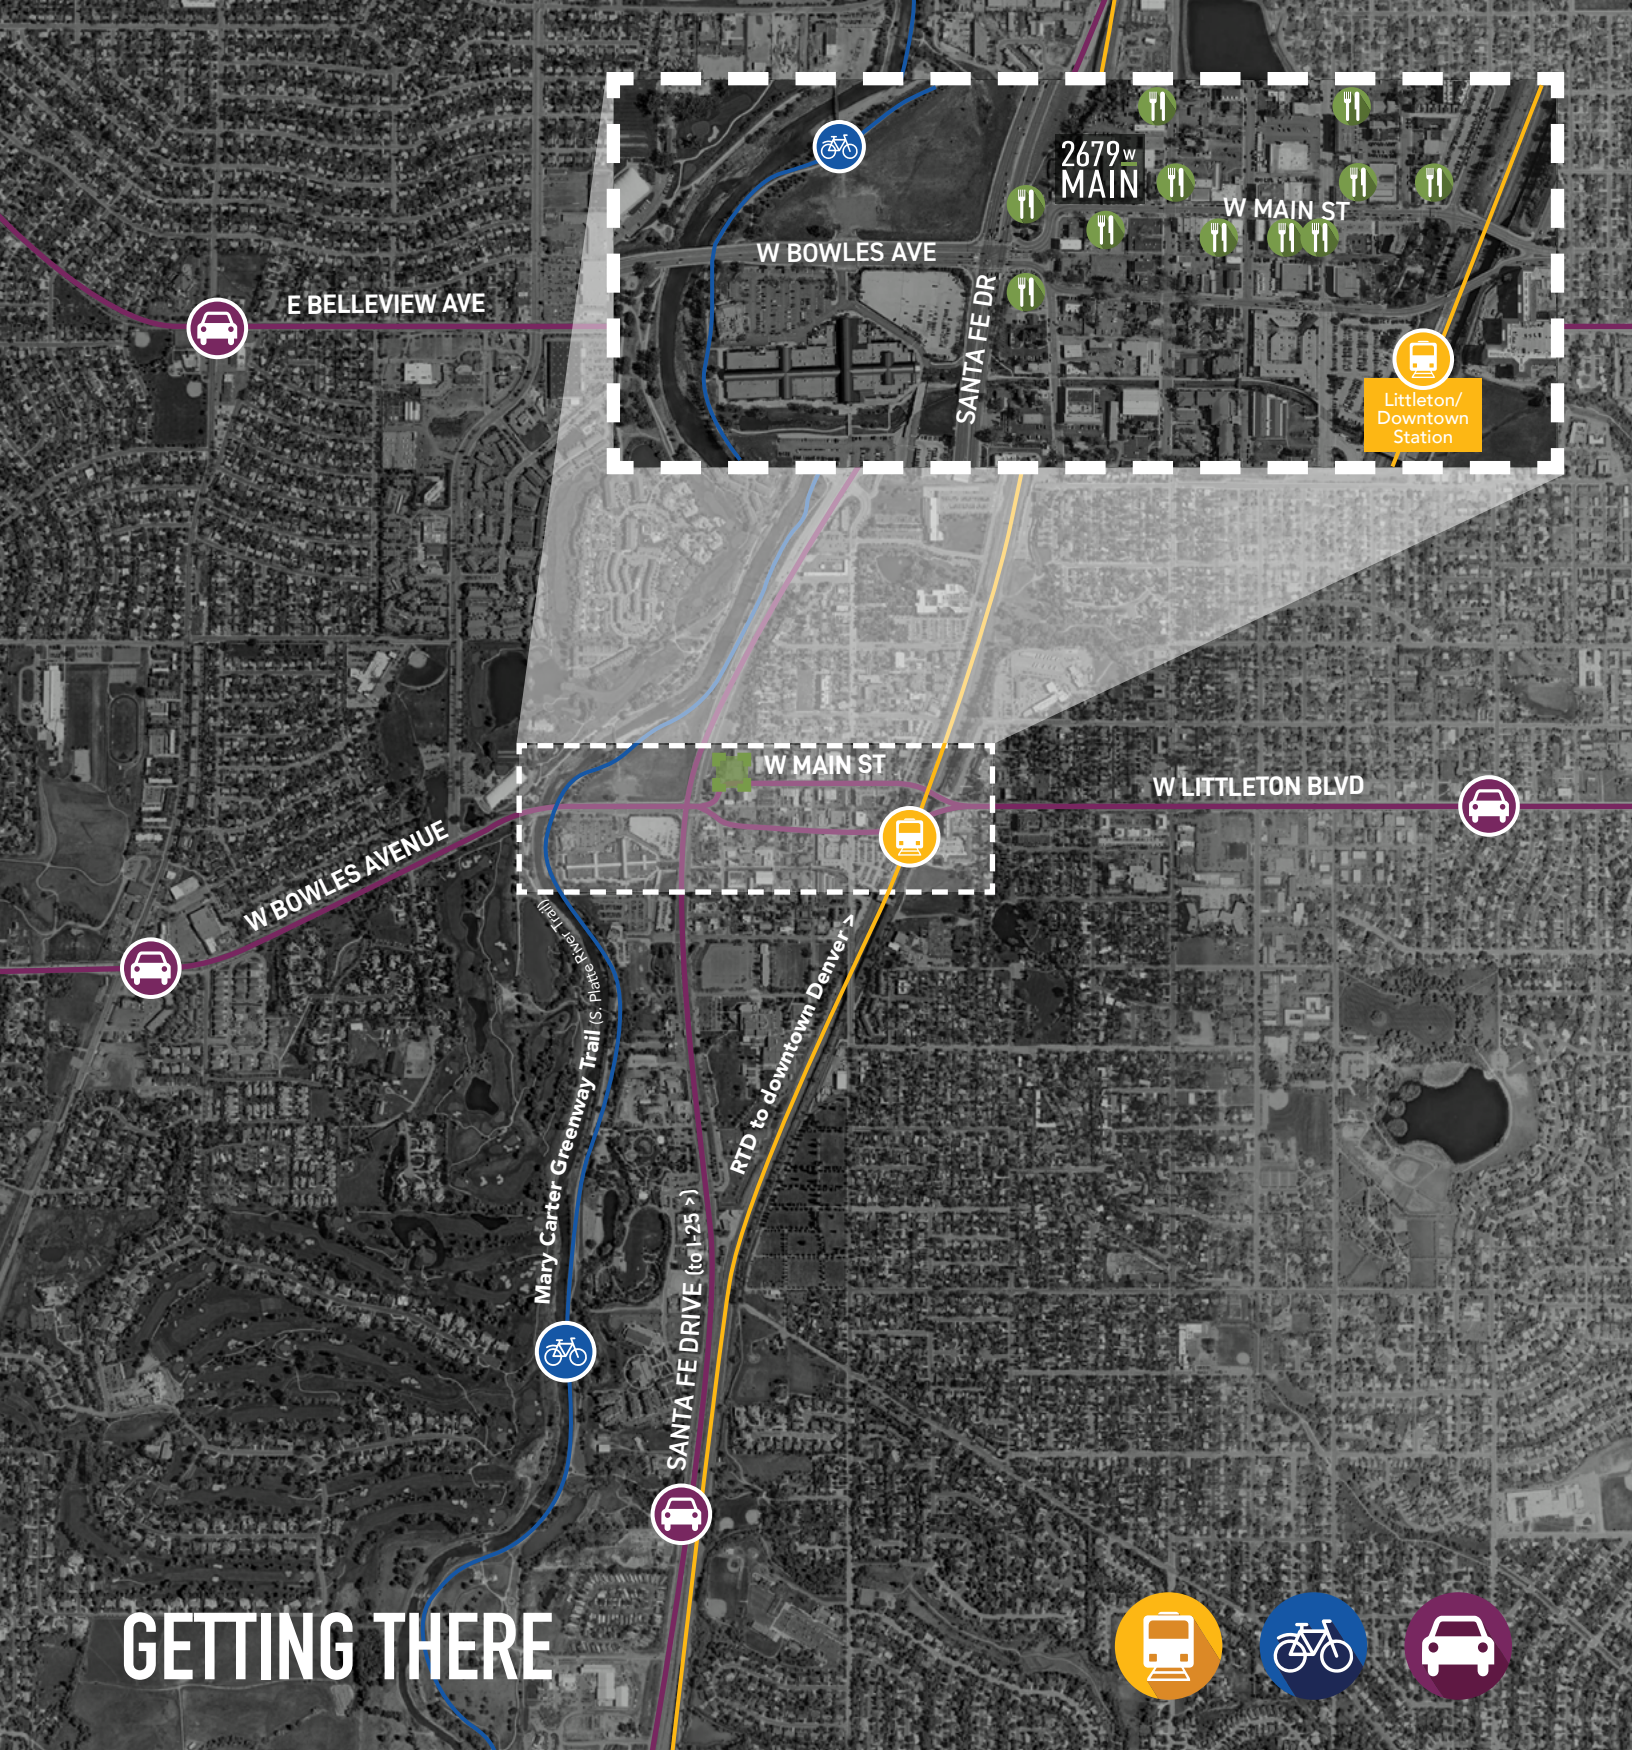 2679 W
MAIN
W MAIN ST
W BOWLES AVE
SANTA FE DR
E BELLEVIEW AVE
Littleton/
Downtown
Station
W MAIN ST
W LITTLETON BLVD
W BOWLES AVENUE
Mary Carter Greenway Trail (S. Platte River Trail)
RTD to downtown Denver >
SANTA FE DRIVE (to I-25 >)
GETTING THERE